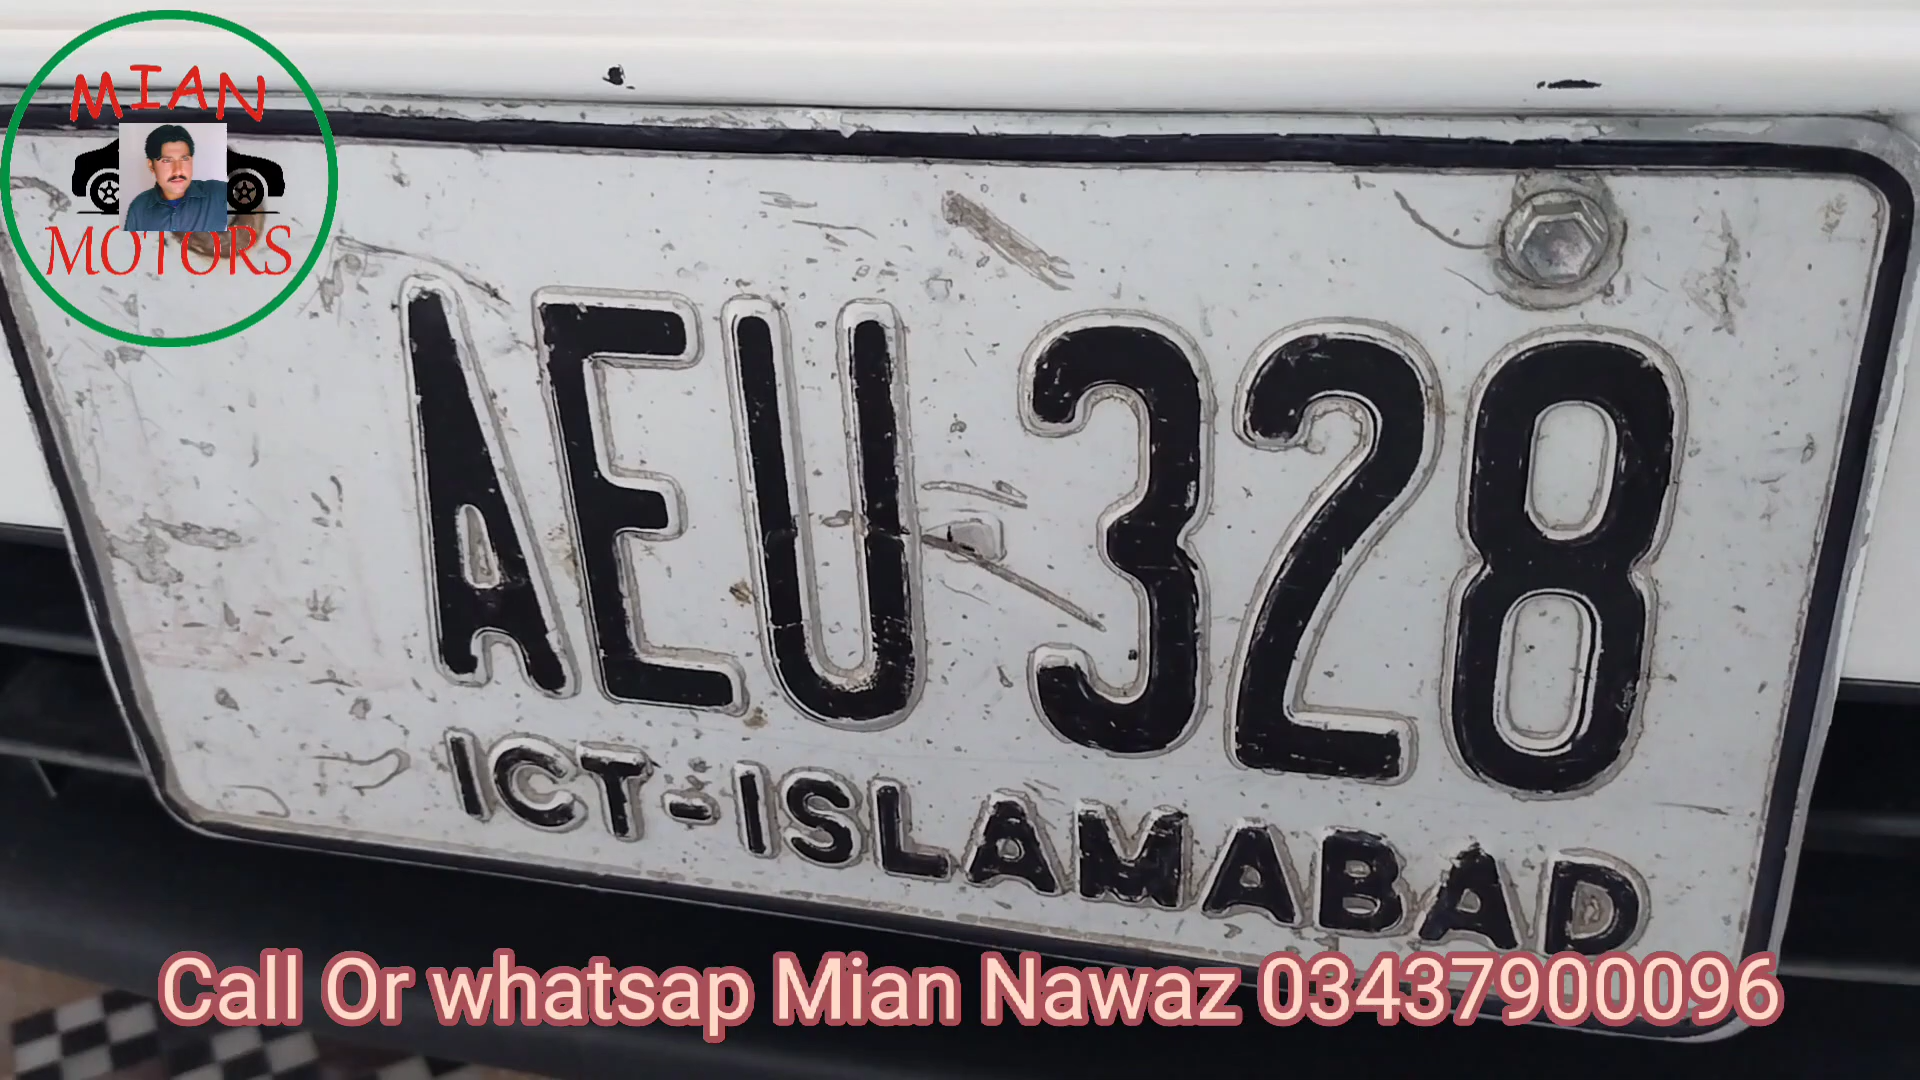 MIAN
MOTORS
AEU 328
ICT-ISLAMABAD
Call Or whatsap Mian Nawaz 03437900096